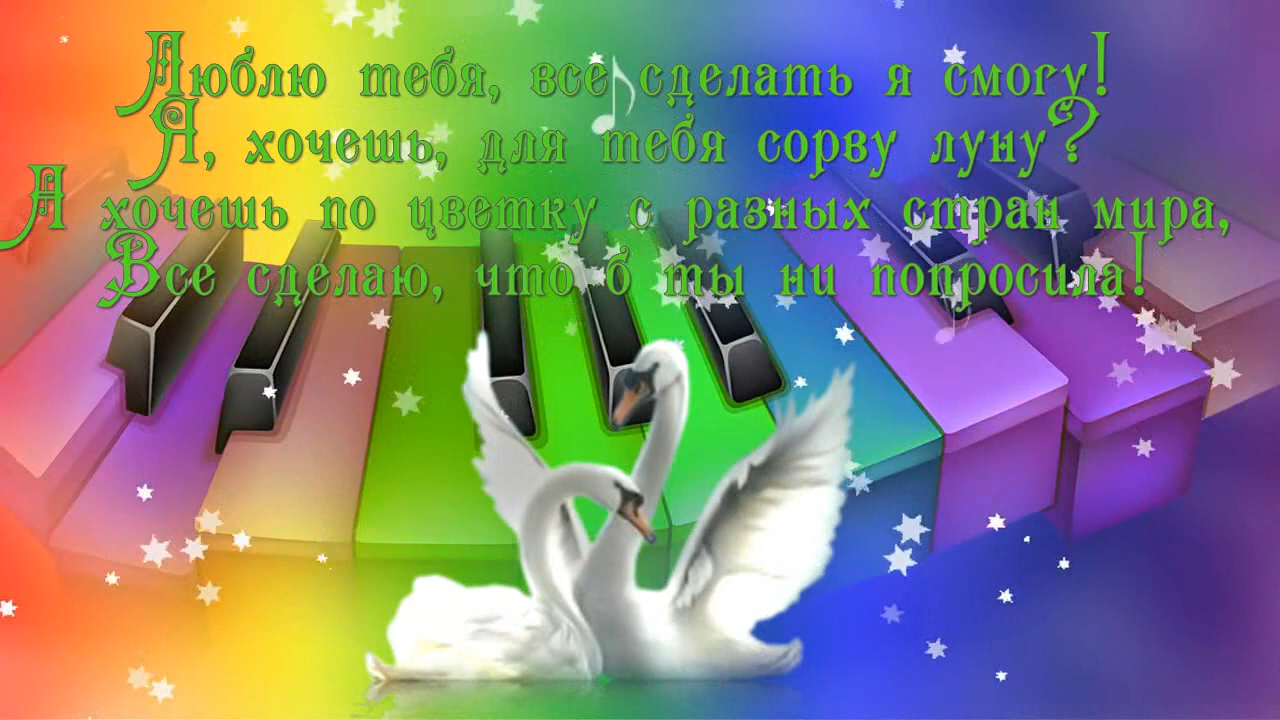 Люблю тебя, все сделать я смогу!
Я, хочешь, для тебя сорву луну?
А хочешь по цветку с разных стран мира,
Все сделаю, что б ты ни попросила!